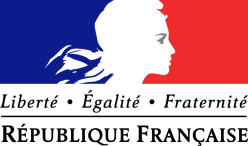 Liberté • Égalité • Fraternité
RÉPUBLIQUE FRANÇAISE